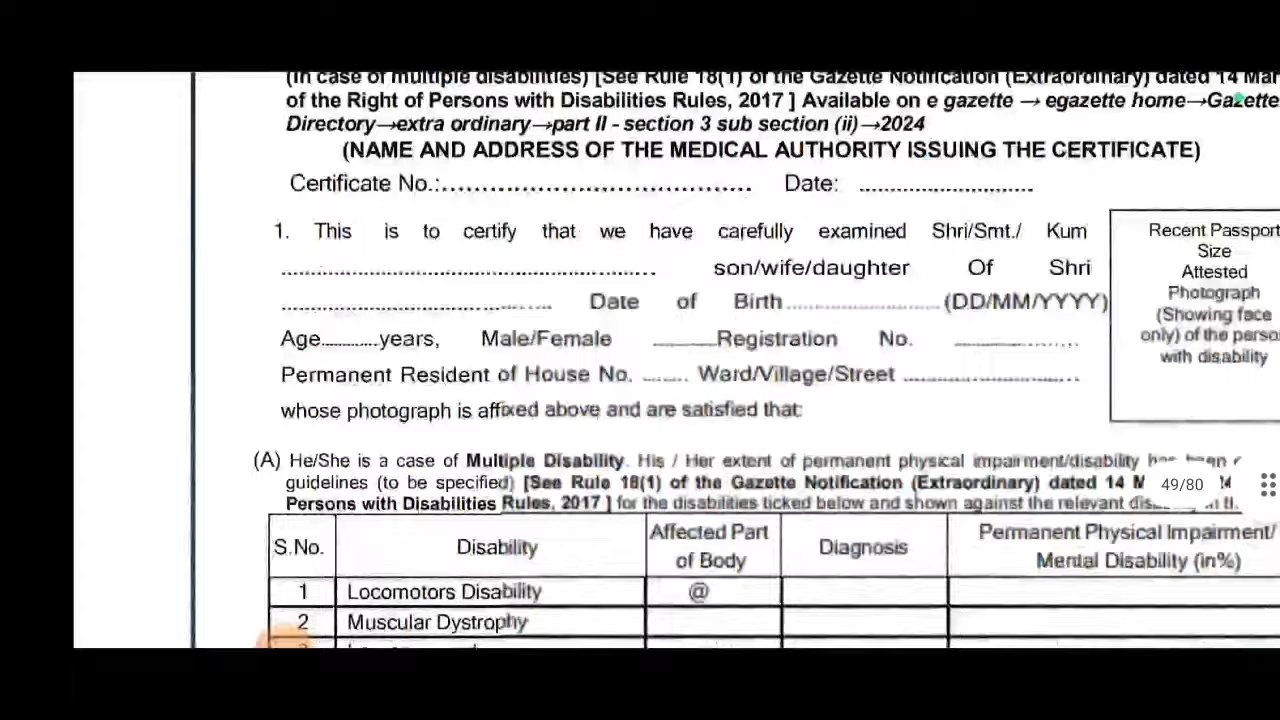 (In case of multiple disabilities) [See Rule 18(1) of the Gazette Notification (Extraordinary) dated 14 Mar
of the Right of Persons with Disabilities Rules, 2017 ] Available on e gazette → egazette home→Gazette
Directory→extra ordinary→part II - section 3 sub section (ii)→2024
(NAME AND ADDRESS OF THE MEDICAL AUTHORITY ISSUING THE CERTIFICATE)
Certificate No.:.................................... Date: ........................
1. This is to certify that we have carefully examined Shri/Smt./ Kum
.................................................... son/wife/daughter Of Shri
..................................... Date of Birth ..................... (DD/MM/YYYY)
Age..........years, Male/Female .........Registration No. .................
Permanent Resident of House No. ....... Ward/Village/Street .........................
whose photograph is affixed above and are satisfied that:
Recent Passport
Size
Attested
Photograph
(Showing face
only) of the perso
with disability
(A) He/She is a case of Multiple Disability. His / Her extent of permanent physical impairment/disability has been
guidelines (to be specified) [See Rule 18(1) of the Gazette Notification (Extraordinary) dated 14 M
Persons with Disabilities Rules, 2017 ] for the disabilities ticked below and shown against the relevant
49/80
S.No. Disability Affected Part of Body Diagnosis Permanent Physical Impairment/ Mental Disability (in%)
1 Locomotors Disability @
2 Muscular Dystrophy